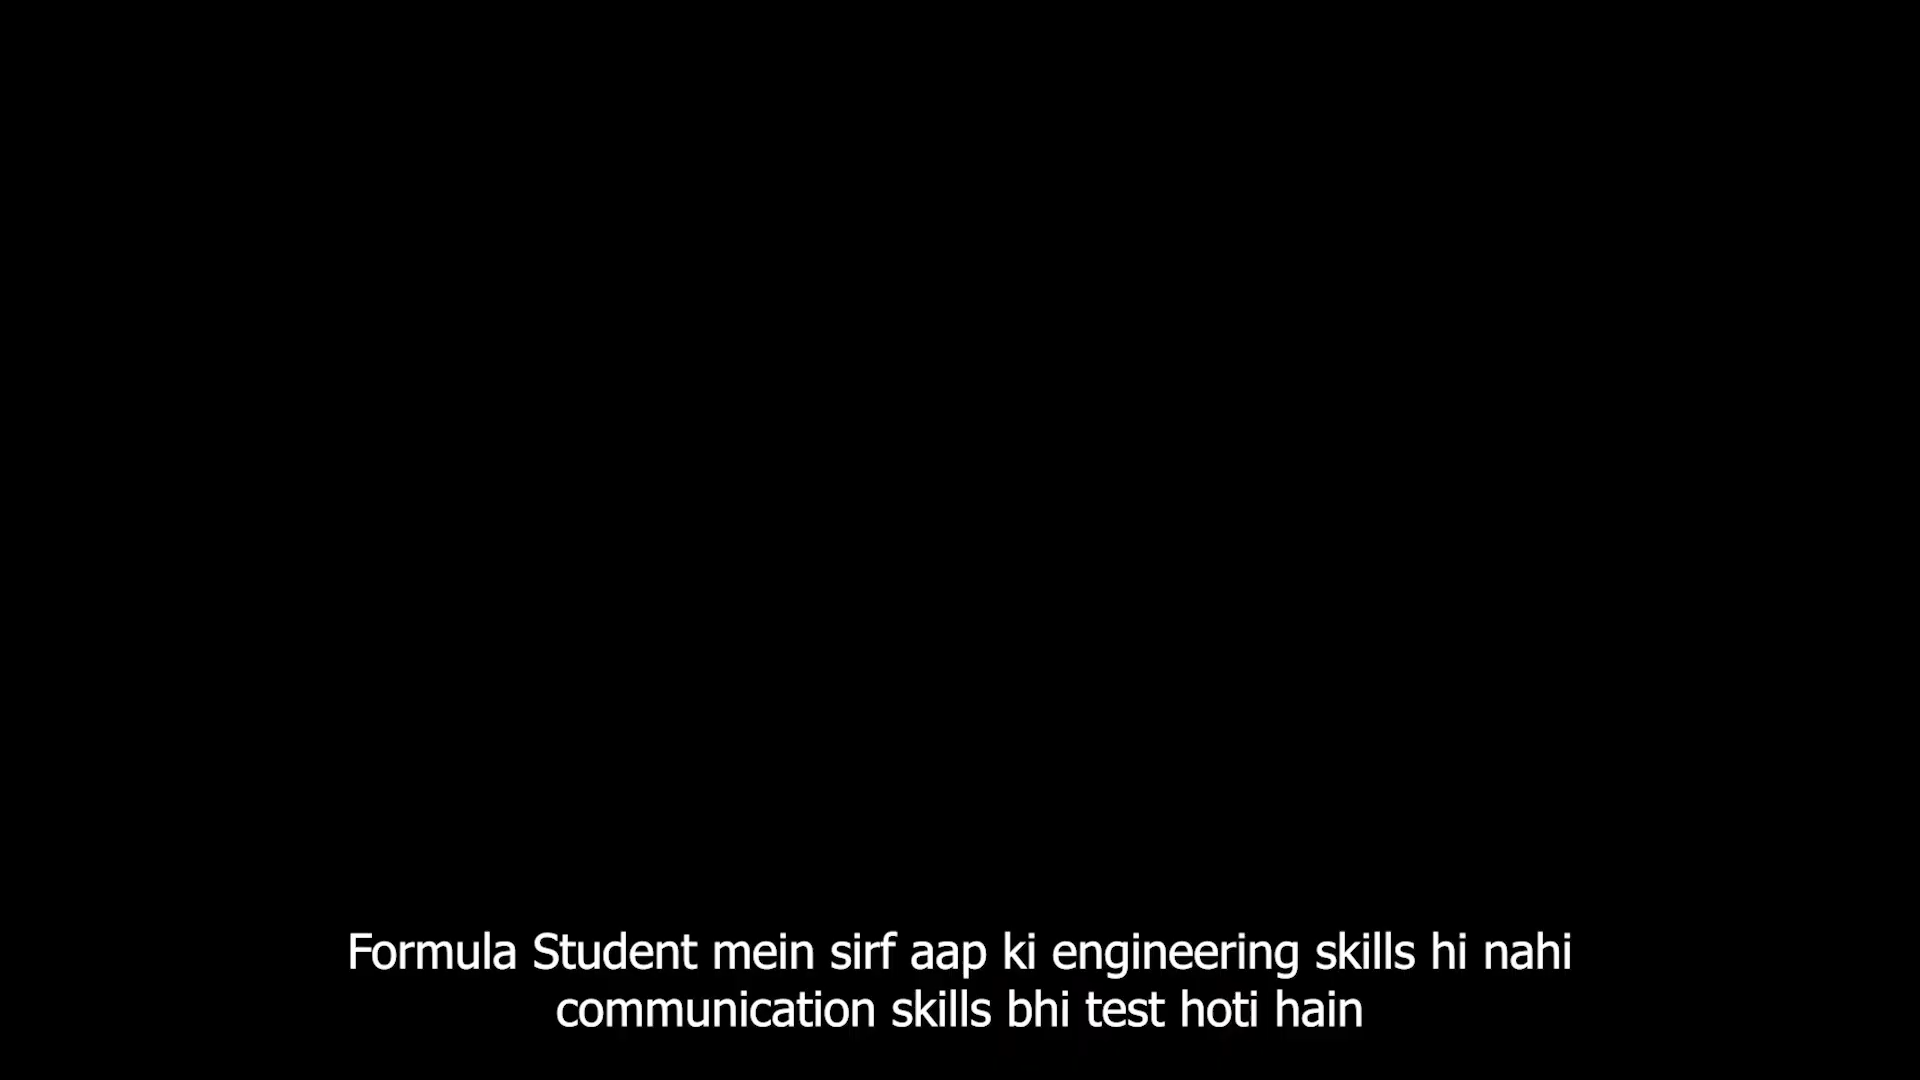 Formula Student mein sirf aap ki engineering skills hi nahi
communication skills bhi test hoti hain